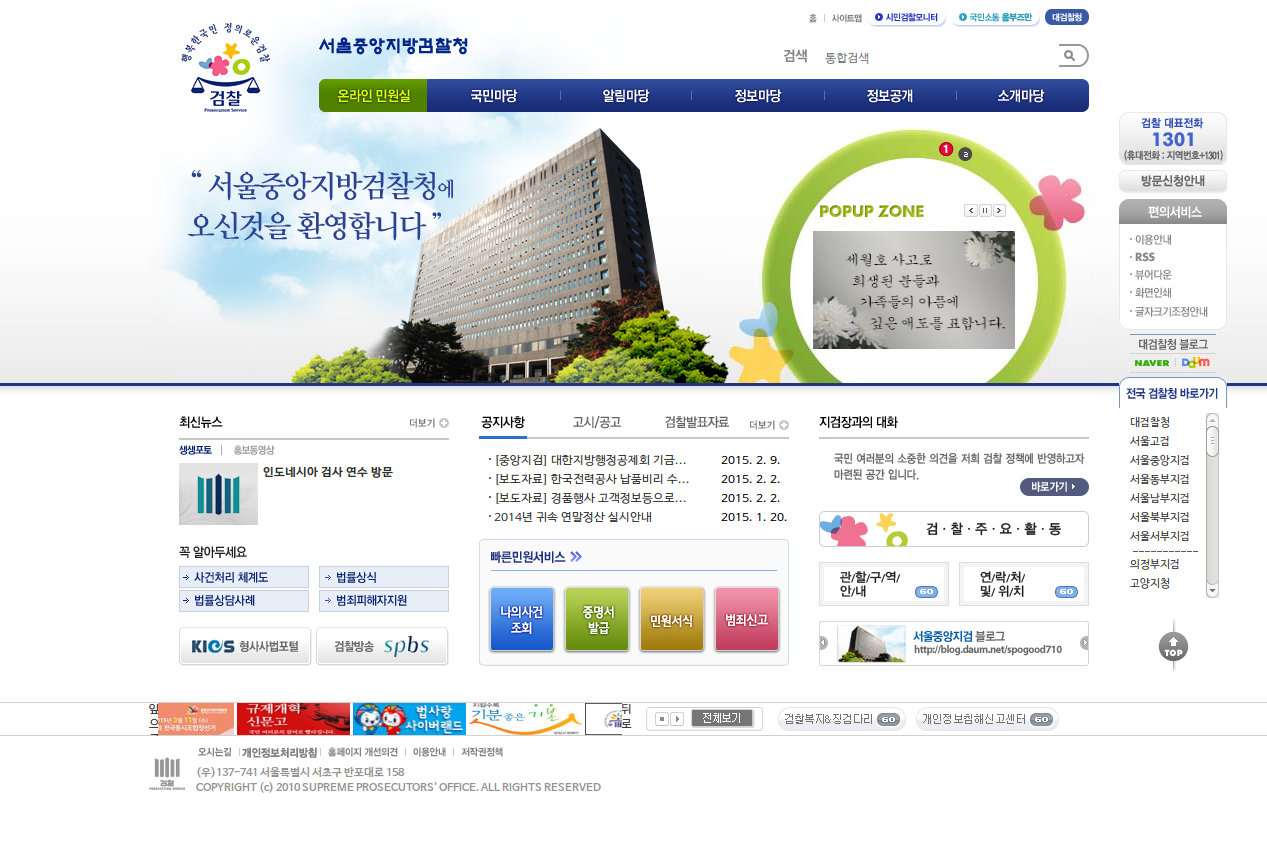 홈
사이트맵
시민검찰모니터
국민소통 옴부즈만
대검찰청
행복한국민 정의로운검찰
검찰
Prosecution Service
서울중앙지방검찰청
검색
통합검색
온라인 민원실
국민마당
알림마당
정보마당
정보공개
소개마당
“ 서울중앙지방검찰청에
오신것을 환영합니다 ”
1
2
POPUP ZONE
세월호 사고로
희생된 분들과
가족들의 아픔에
깊은 애도를 표합니다.
검찰 대표전화
1301
(휴대전화 : 지역번호+1301)
방문신청안내
편의서비스
· 이용안내
· RSS
· 뷰어다운
· 화면인쇄
· 글자크기조정안내
대검찰청 블로그
NAVER
Daum
전국 검찰청 바로가기
대검찰청
서울고검
서울중앙지검
서울동부지검
서울남부지검
서울북부지검
서울서부지검
------------
의정부지검
고양지청
TOP
최신뉴스
더보기
생생포토
홍보동영상
인도네시아 검사 연수 방문
꼭 알아두세요
사건처리 체계도
법률상식
법률상담사례
범죄피해자지원
KICS 형사사법포털
검찰방송 spbs
공지사항
고시/공고
검찰발표자료
더보기
· [중앙지검] 대한지방행정공제회 기금... 2015. 2. 9.
· [보도자료] 한국전력공사 납품비리 수... 2015. 2. 2.
· [보도자료] 경품행사 고객정보등으로... 2015. 2. 2.
· 2014년 귀속 연말정산 실시안내 2015. 1. 20.
빠른민원서비스
나의사건
조회
증명서
발급
민원서식
범죄신고
지검장과의 대화
국민 여러분의 소중한 의견을 저희 검찰 정책에 반영하고자
마련된 공간 입니다.
바로가기
검·찰·주·요·활·동
관/할/구/역/
안/내
GO
연/락/처/
및/ 위/치
GO
서울중앙지검 블로그
http://blog.daum.net/spogood710
앞
으
3월 11일 (수)
전국동시조합장선거
규제개혁
신문고
법사랑
사이버랜드
기분 좋은 기본
뒤
로
전체보기
검찰복지&징검다리 GO
개인정보침해신고센터 GO
오시는길
개인정보처리방침
홈페이지 개선의견
이용안내
저작권정책
검찰
PROSECUTION SERVICE
(우)137-741 서울특별시 서초구 반포대로 158
COPYRIGHT (c) 2010 SUPREME PROSECUTORS' OFFICE. ALL RIGHTS RESERVED